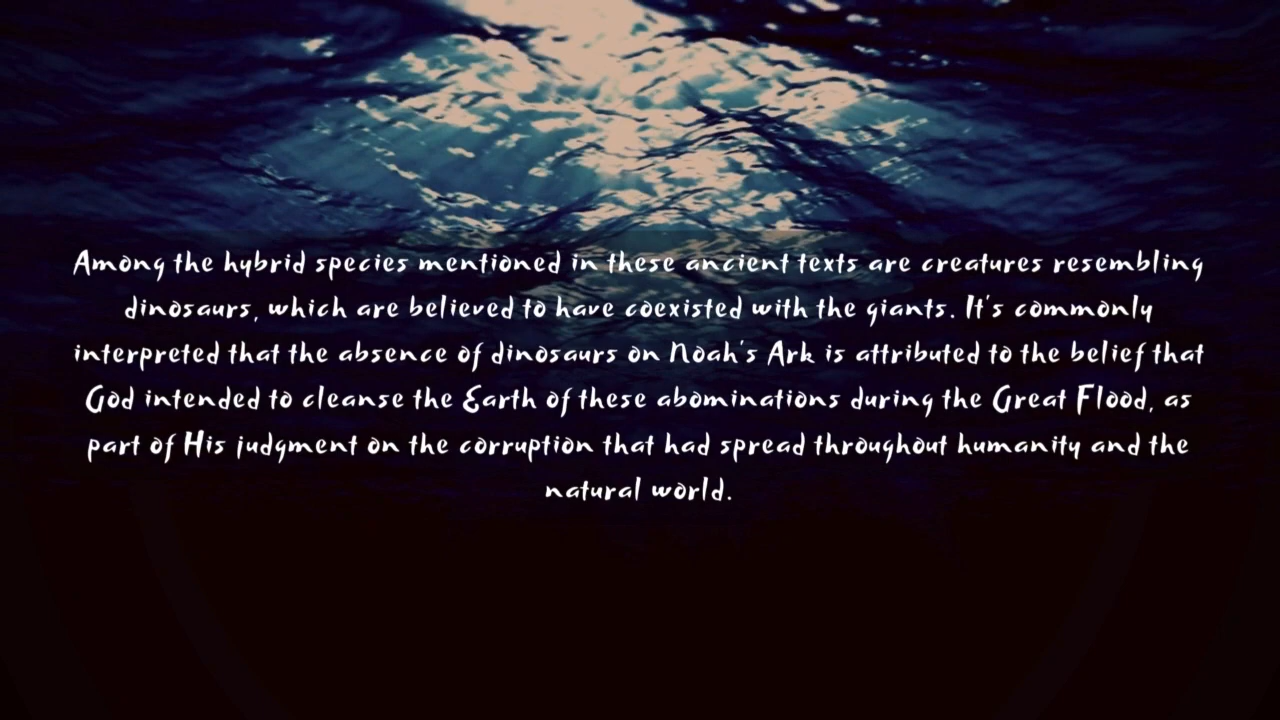 Among the hybrid species mentioned in these ancient texts are creatures resembling
dinosaurs, which are believed to have coexisted with the giants. It's commonly
interpreted that the absence of dinosaurs on Noah's Ark is attributed to the belief that
God intended to cleanse the Earth of these abominations during the Great Flood, as
part of His judgment on the corruption that had spread throughout humanity and the
natural world.